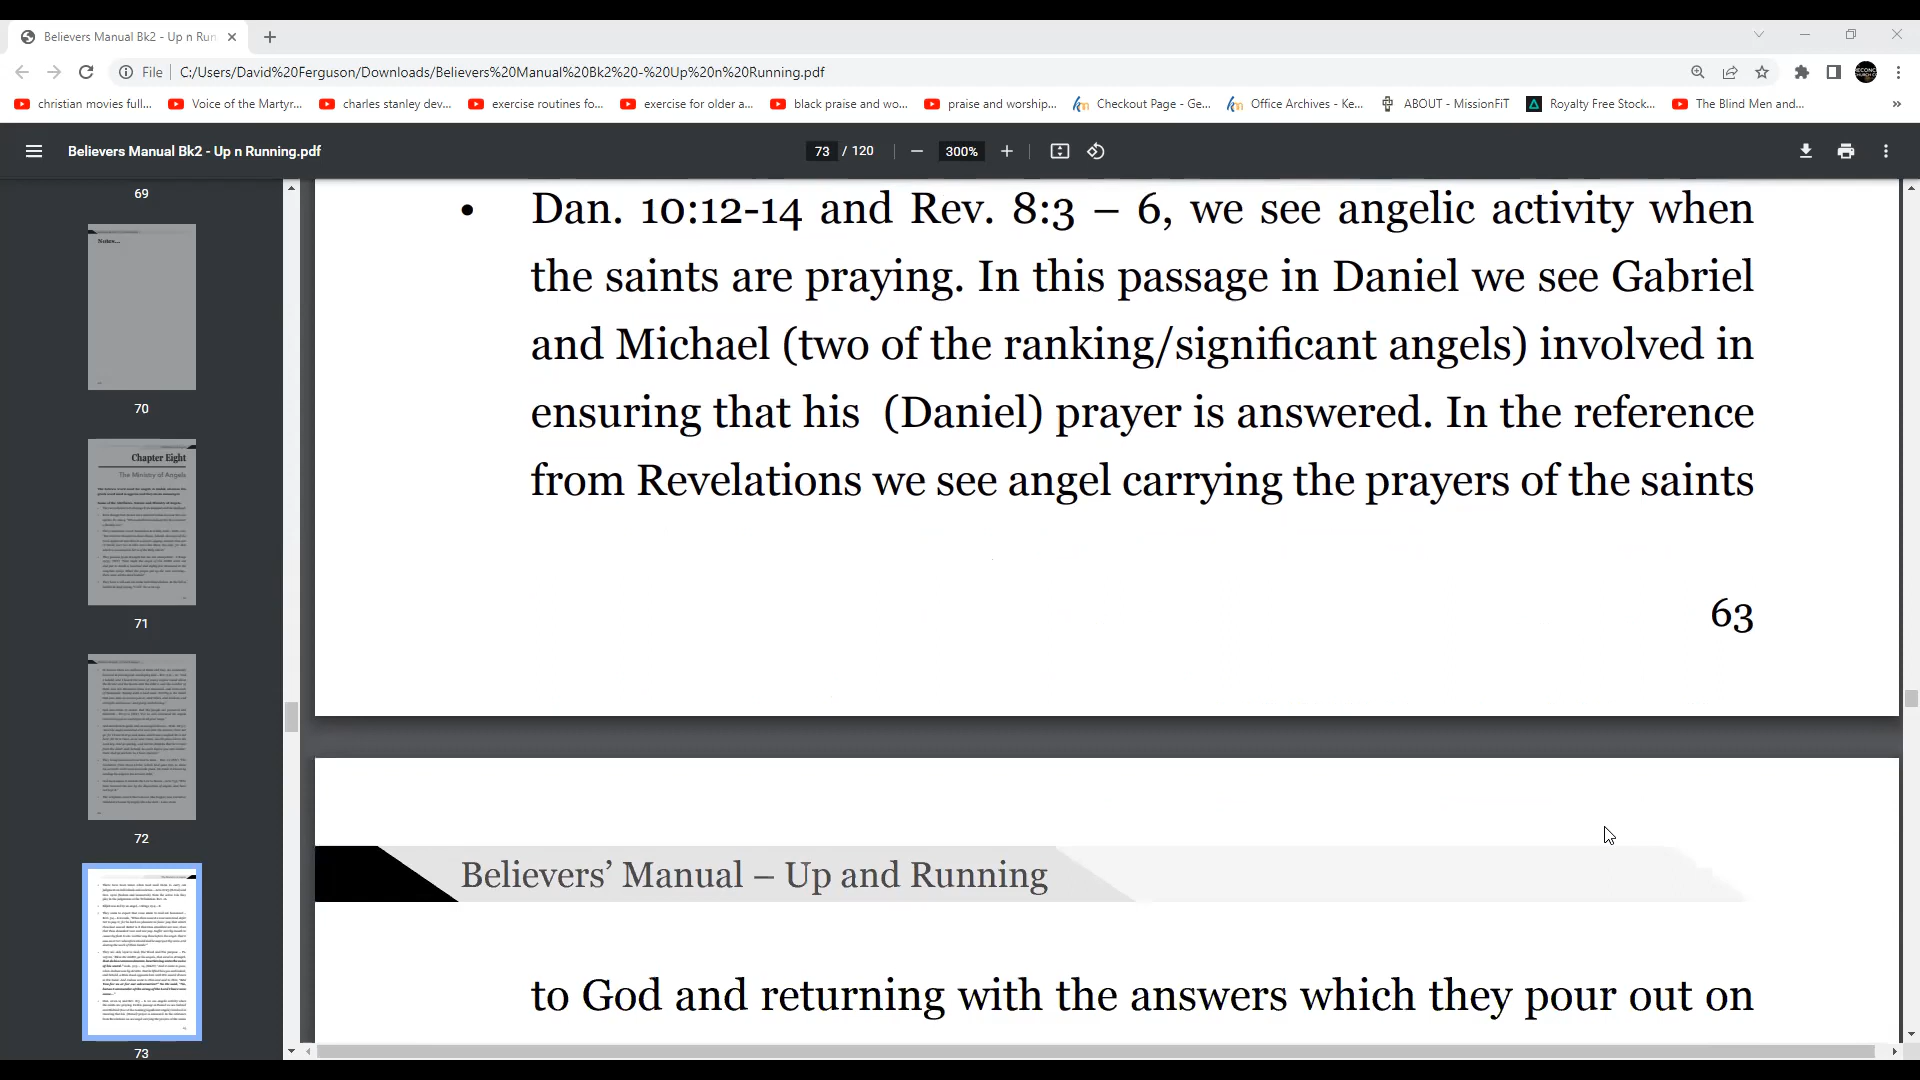 Believers Manual Bk2 - Up n Run
File
C:/Users/David%20Ferguson/Downloads/Believers%20Manual%20Bk2%20-%20Up%20n%20Running.pdf
christian movies full...
Voice of the Martyr...
charles stanley dev...
exercise routines fo...
exercise for older a...
black praise and wo...
praise and worship...
Checkout Page - Ge...
Office Archives - Ke...
ABOUT - MissionFiT
Royalty Free Stock...
The Blind Men and...
Believers Manual Bk2 - Up n Running.pdf
73 / 120
300%
69
Notes...
70
Chapter Eight
The Ministry of Angels
71
72
73
• Dan. 10:12-14 and Rev. 8:3 – 6, we see angelic activity when
the saints are praying. In this passage in Daniel we see Gabriel
and Michael (two of the ranking/significant angels) involved in
ensuring that his (Daniel) prayer is answered. In the reference
from Revelations we see angel carrying the prayers of the saints
63
Believers’ Manual – Up and Running
to God and returning with the answers which they pour out on